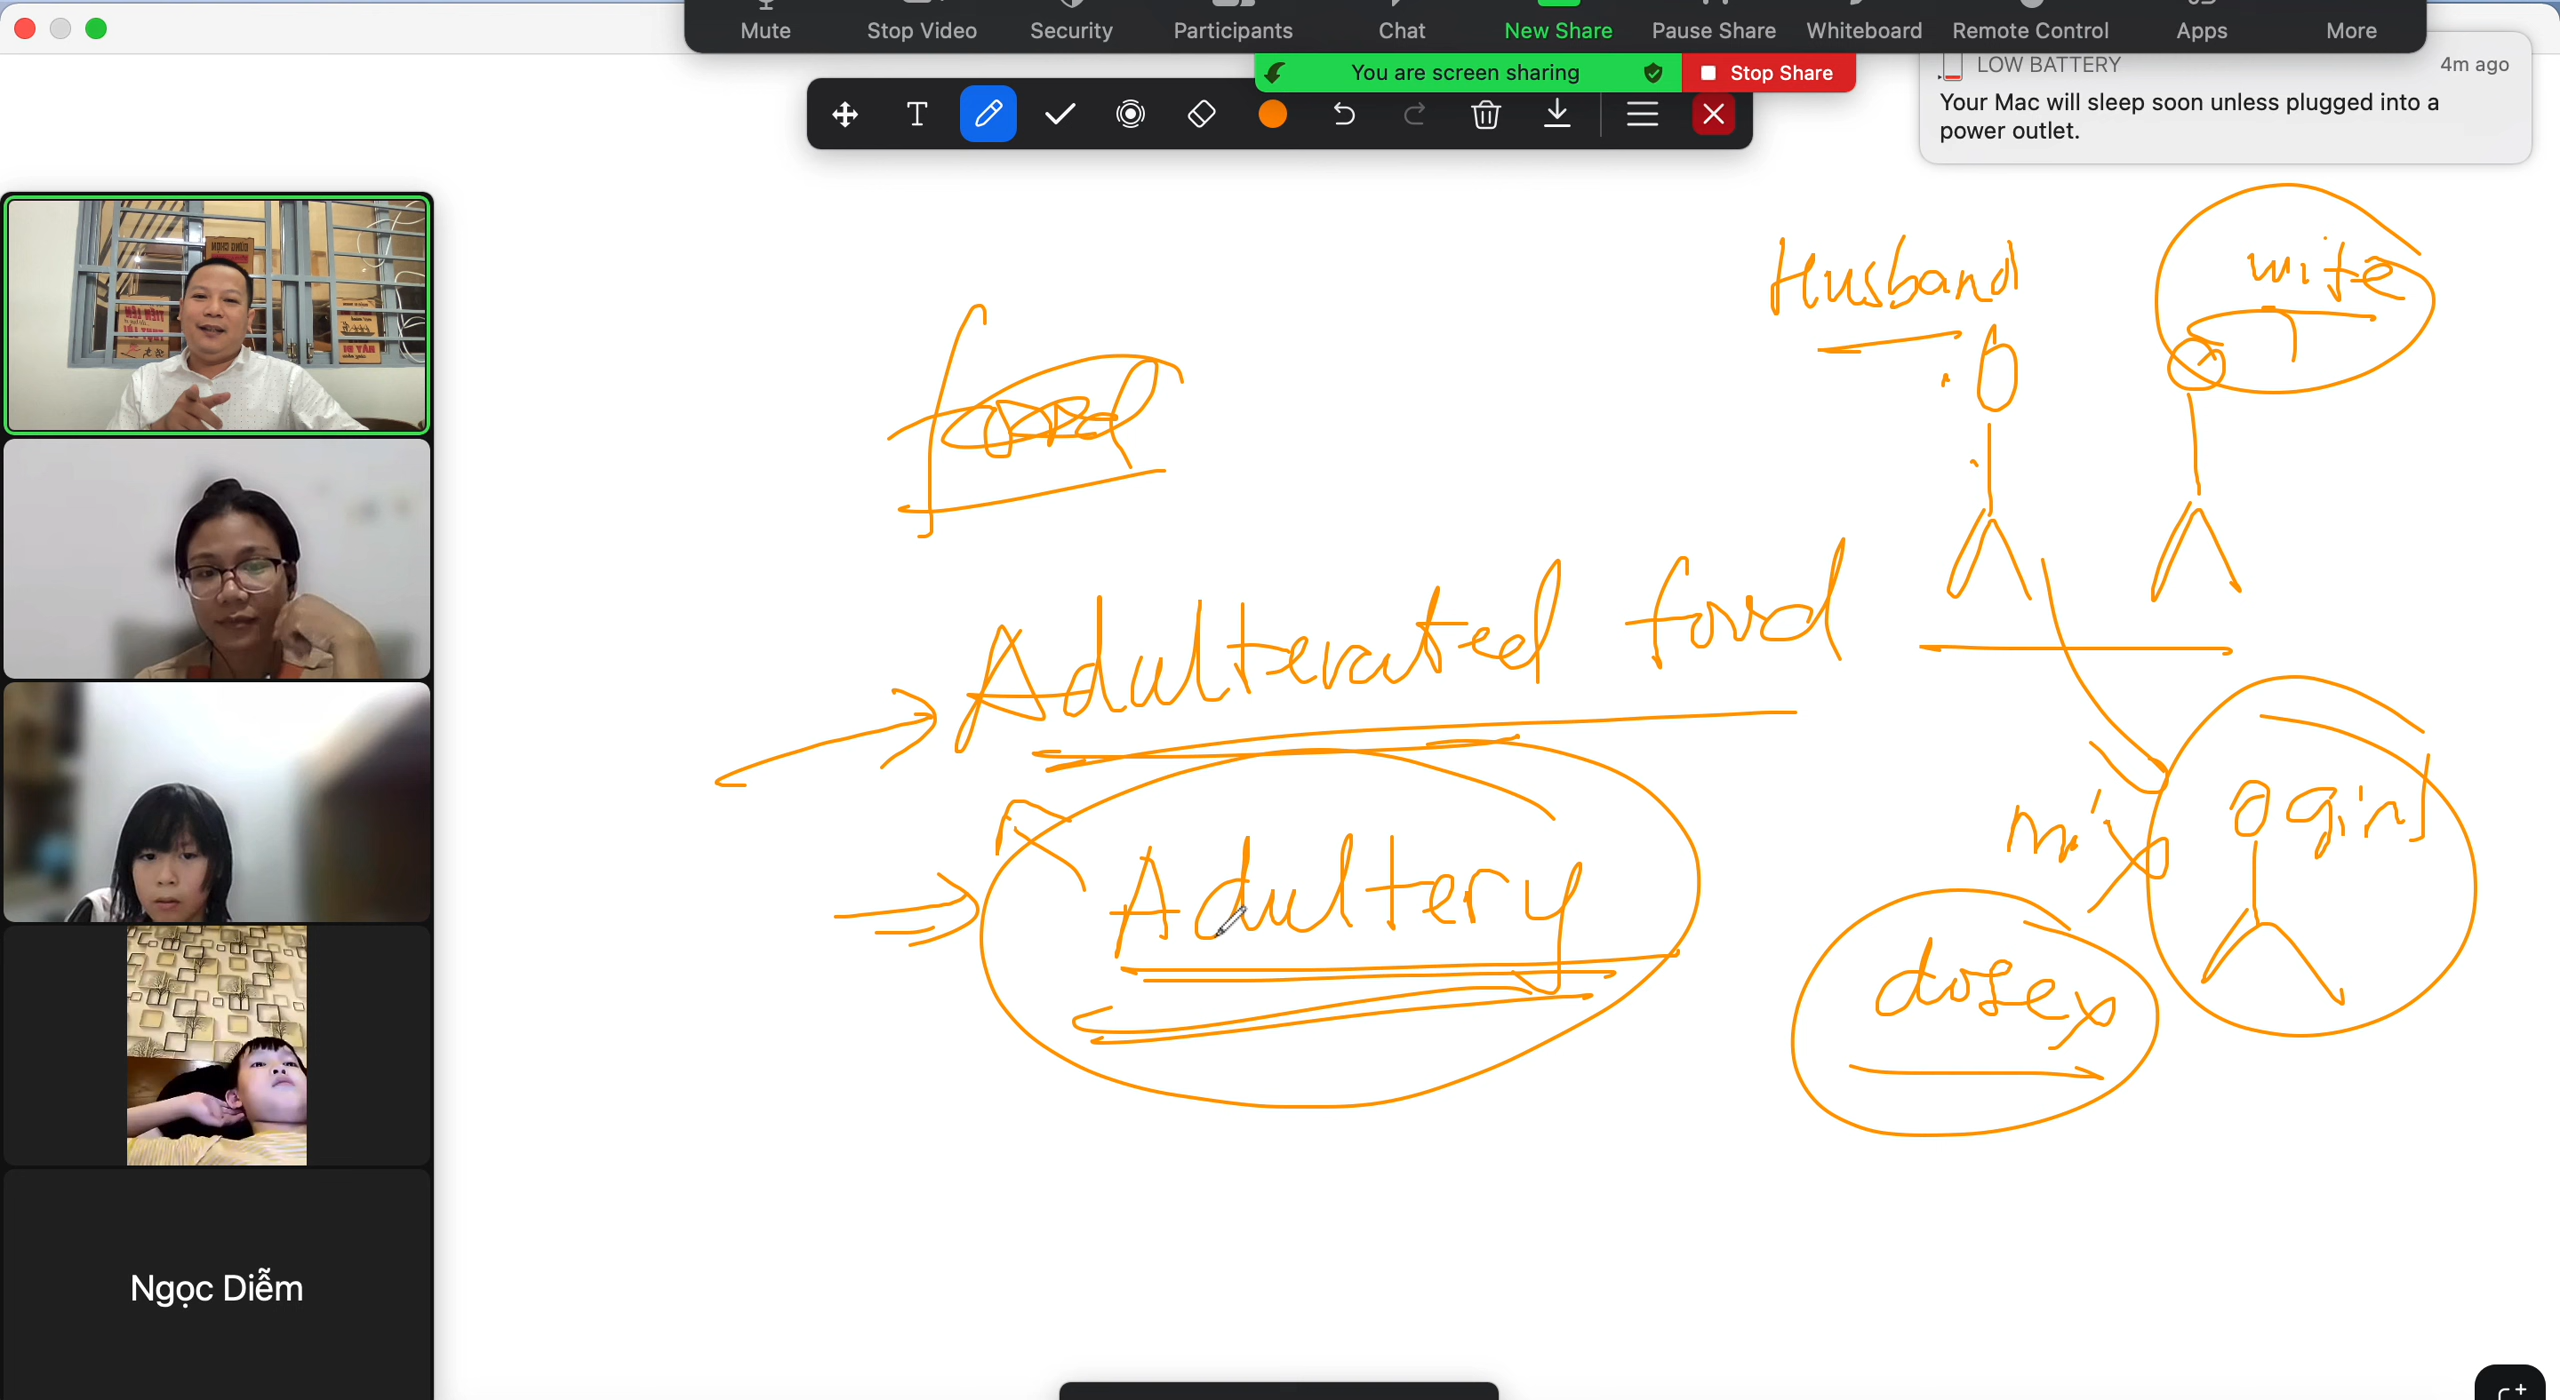 Mute Stop Video Security Participants Chat New Share Pause Share Whiteboard Remote Control Apps More
You are screen sharing Stop Share
LOW BATTERY 4m ago
Your Mac will sleep soon unless plugged into a
power outlet.
T
Husband wife
food
Adulterated food
mix a girl
Adultery
Ngọc Diễm